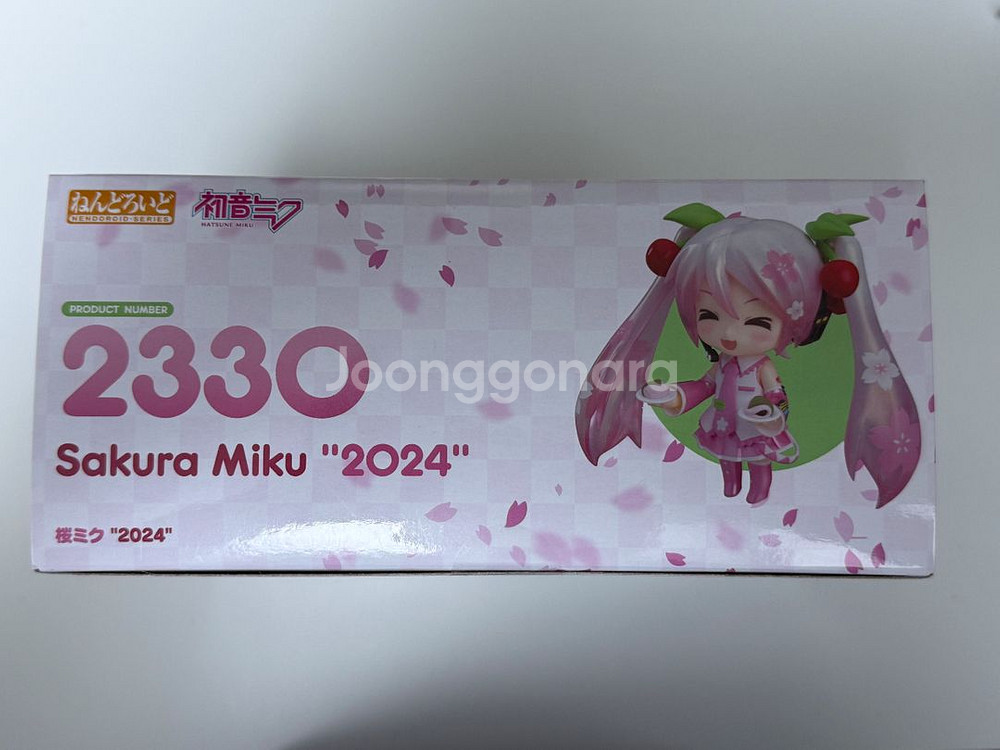 ねんどろいど
NENDOROID-SERIES
初音ミク
HATSUNE MIKU
PRODUCT NUMBER
2330
Joonggonara
Sakura Miku "2024"
桜ミク "2024"